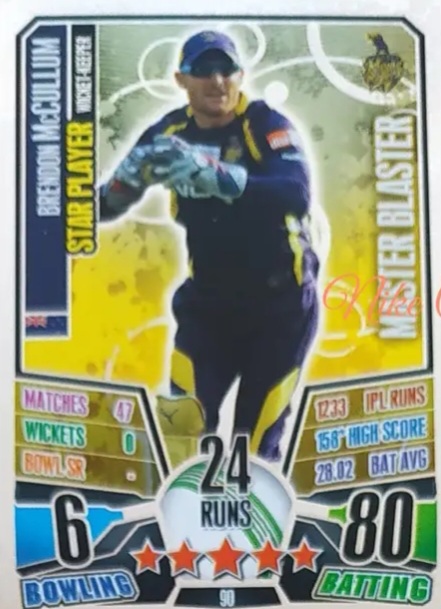 BRENDON McCULLUM
STAR PLAYER
WICKET-KEEPER
MASTER BLASTER
Nike
MATCHES 47
WICKETS 0
BOWL SR -
1233 IPL RUNS
158* HIGH SCORE
28.02 BAT AVG
24
RUNS
6
BOWLING
80
BATTING
90